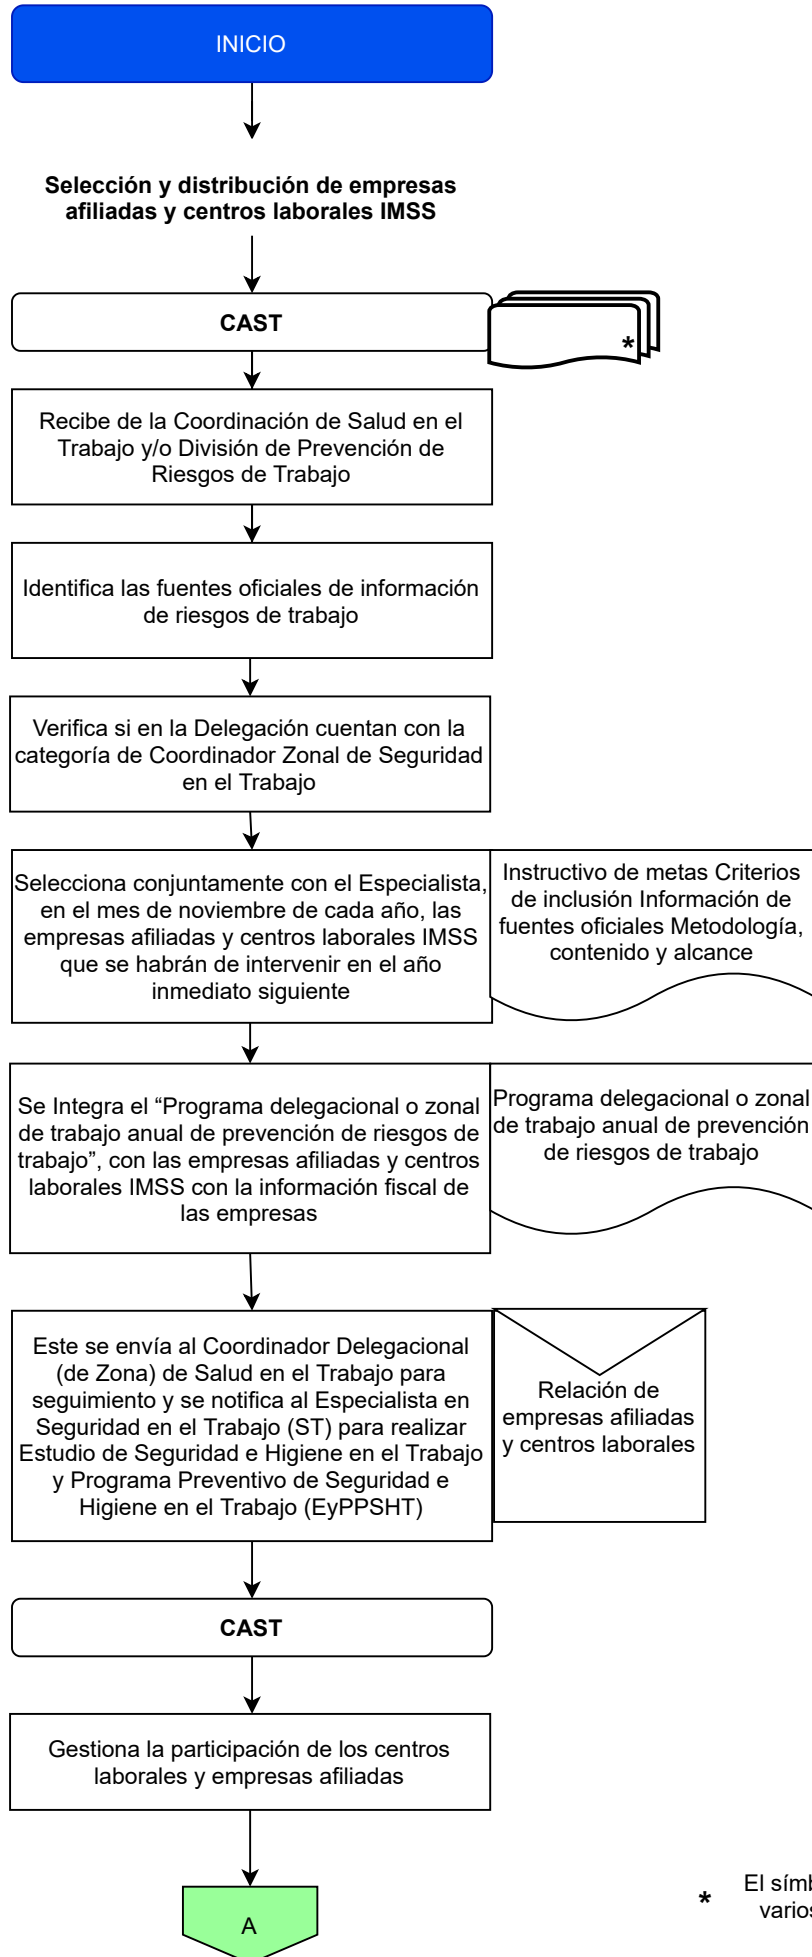 INICIO
Selección y distribución de empresas
afiliadas y centros laborales IMSS
CAST
*
Recibe de la Coordinación de Salud en el
Trabajo y/o División de Prevención de
Riesgos de Trabajo
Identifica las fuentes oficiales de información
de riesgos de trabajo
Verifica si en la Delegación cuentan con la
categoría de Coordinador Zonal de Seguridad
en el Trabajo
Selecciona conjuntamente con el Especialista,
en el mes de noviembre de cada año, las
empresas afiliadas y centros laborales IMSS
que se habrán de intervenir en el año
inmediato siguiente
Instructivo de metas Criterios
de inclusión Información de
fuentes oficiales Metodología,
contenido y alcance
Se Integra el “Programa delegacional o zonal
de trabajo anual de prevención de riesgos de
trabajo”, con las empresas afiliadas y centros
laborales IMSS con la información fiscal de
las empresas
Programa delegacional o zonal
de trabajo anual de prevención
de riesgos de trabajo
Este se envía al Coordinador Delegacional
(de Zona) de Salud en el Trabajo para
seguimiento y se notifica al Especialista en
Seguridad en el Trabajo (ST) para realizar
Estudio de Seguridad e Higiene en el Trabajo
y Programa Preventivo de Seguridad e
Higiene en el Trabajo (EyPPSHT)
Relación de
empresas afiliadas
y centros laborales
CAST
Gestiona la participación de los centros
laborales y empresas afiliadas
A
* El
varios